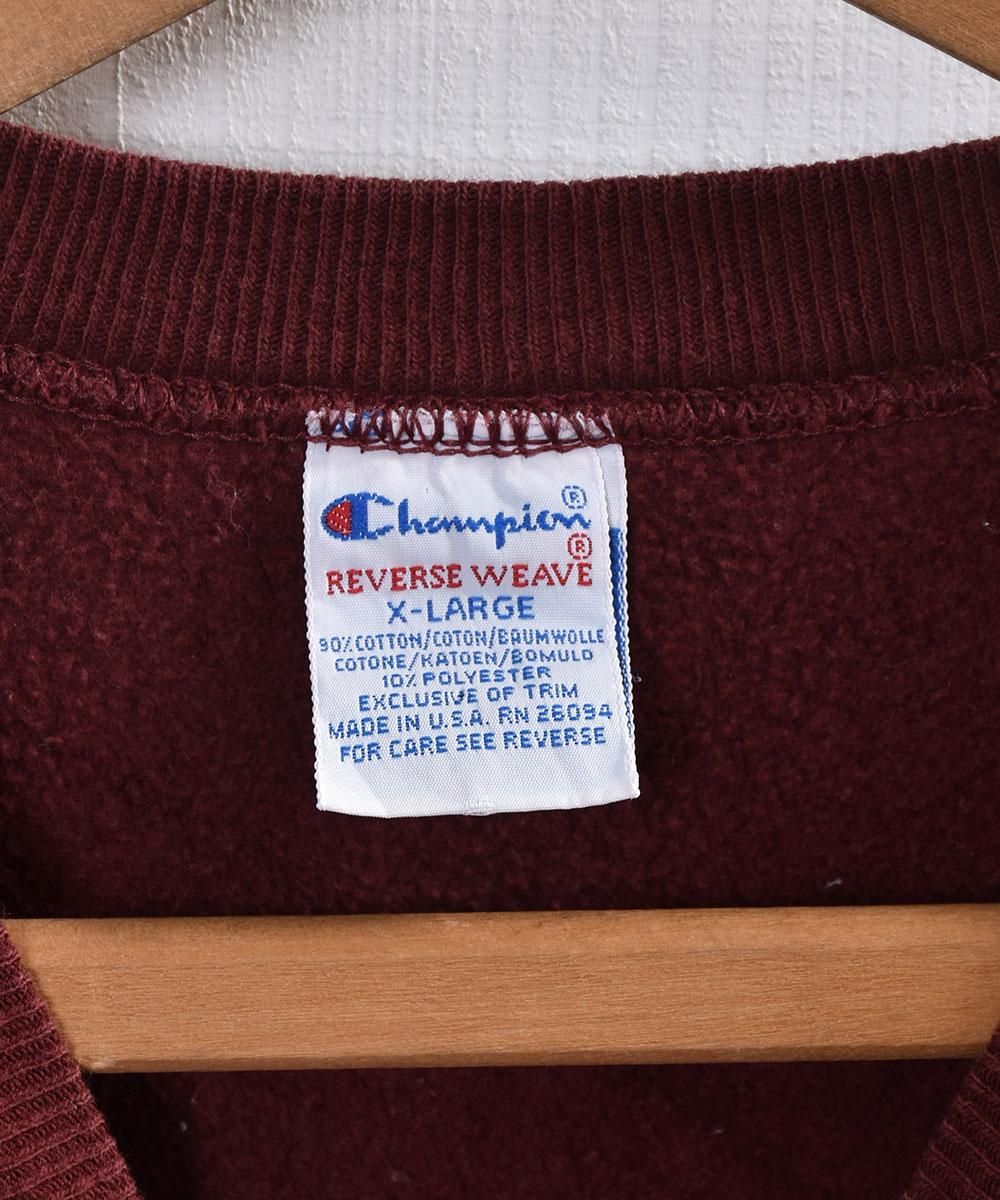 Champion®
REVERSE WEAVE®
X-LARGE
90% COTTON/COTON/BAUMWOLLE
COTONE/KATOEN/BOMULD
10% POLYESTER
EXCLUSIVE OF TRIM
MADE IN U.S.A. RN 26094
FOR CARE SEE REVERSE